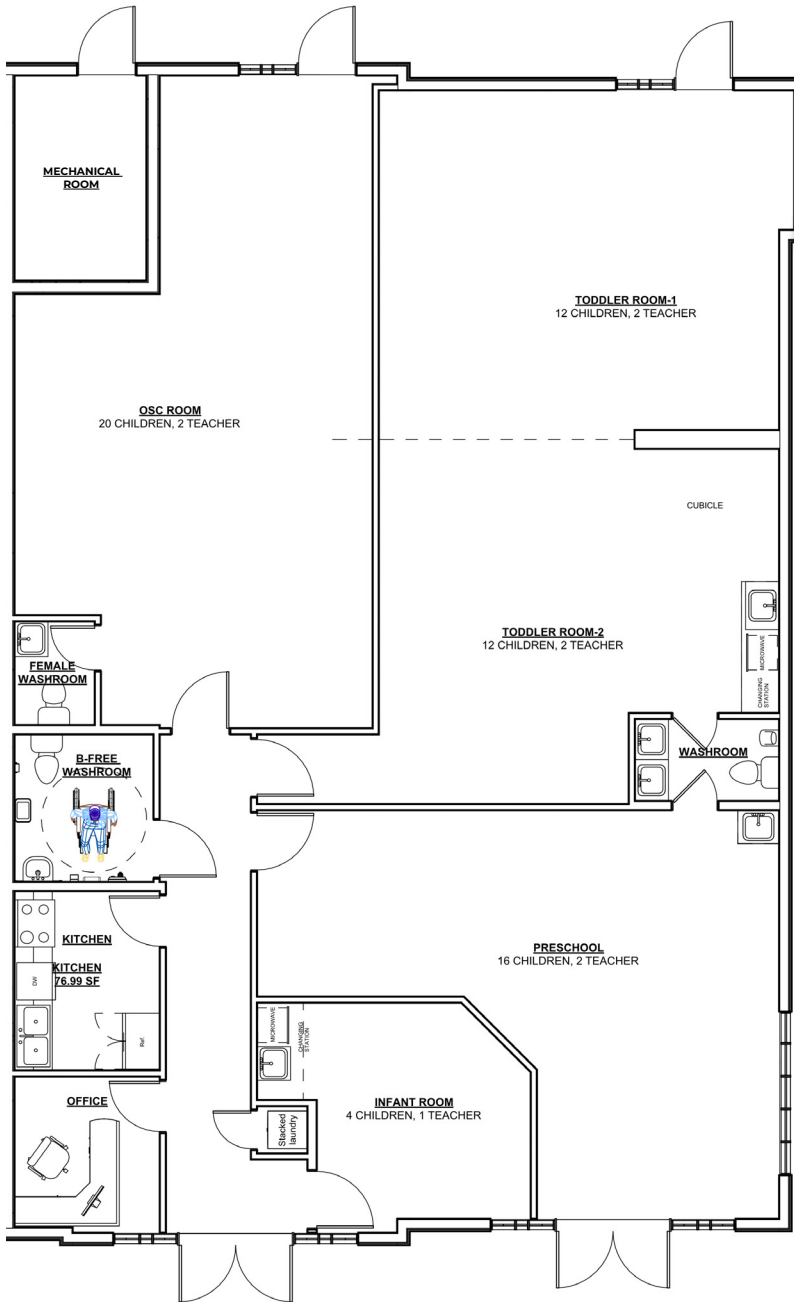 MECHANICAL
ROOM
TODDLER ROOM-1
12 CHILDREN, 2 TEACHER
OSC ROOM
20 CHILDREN, 2 TEACHER
CUBICLE
TODDLER ROOM-2
12 CHILDREN, 2 TEACHER
MICROWAVE
CHANGING
STATION
FEMALE
WASHROOM
WASHROOM
B-FREE
WASHROOM
KITCHEN
KITCHEN
76.99 SF
DW
Ref.
PRESCHOOL
16 CHILDREN, 2 TEACHER
MICROWAVE
CHANGING
STATION
INFANT ROOM
4 CHILDREN, 1 TEACHER
OFFICE
Stacked
laundry